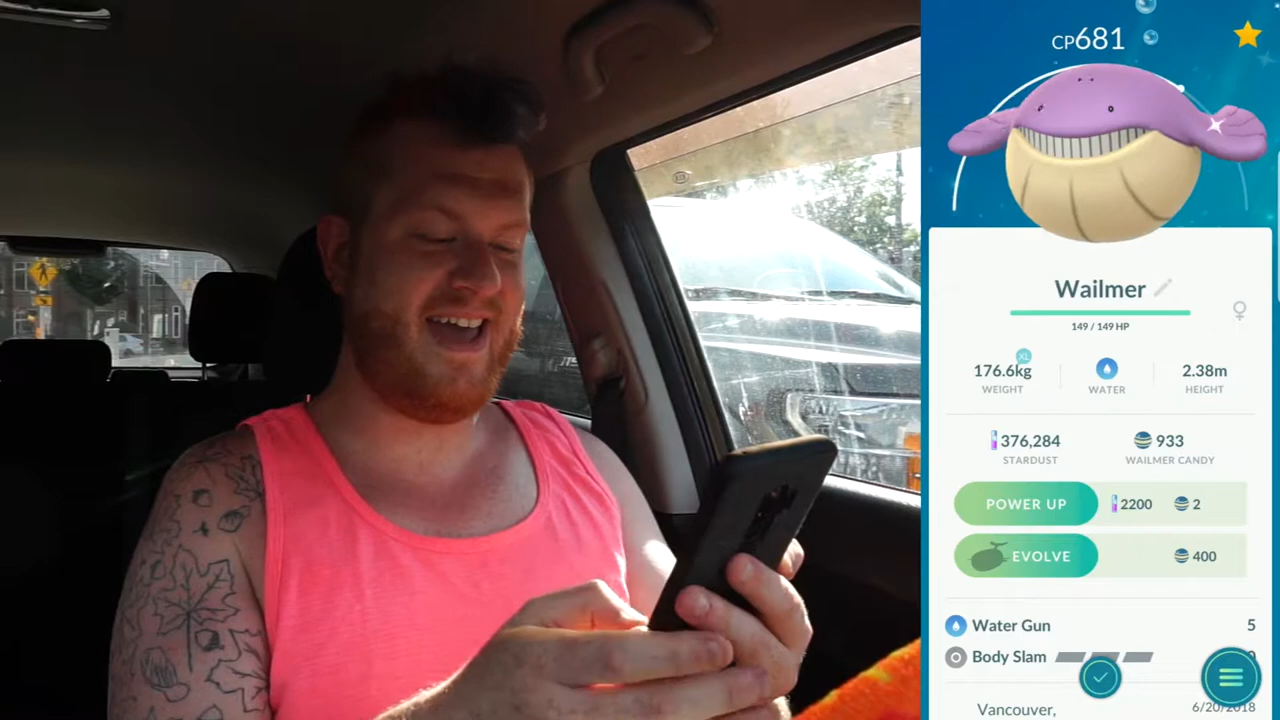 CP681
Wailmer
149 / 149 HP
XL
176.6kg
WEIGHT
WATER
2.38m
HEIGHT
376,284
STARDUST
933
WAILMER CANDY
POWER UP 2200 2
EVOLVE 400
Water Gun 5
Body Slam
Vancouver,
6/20/2018